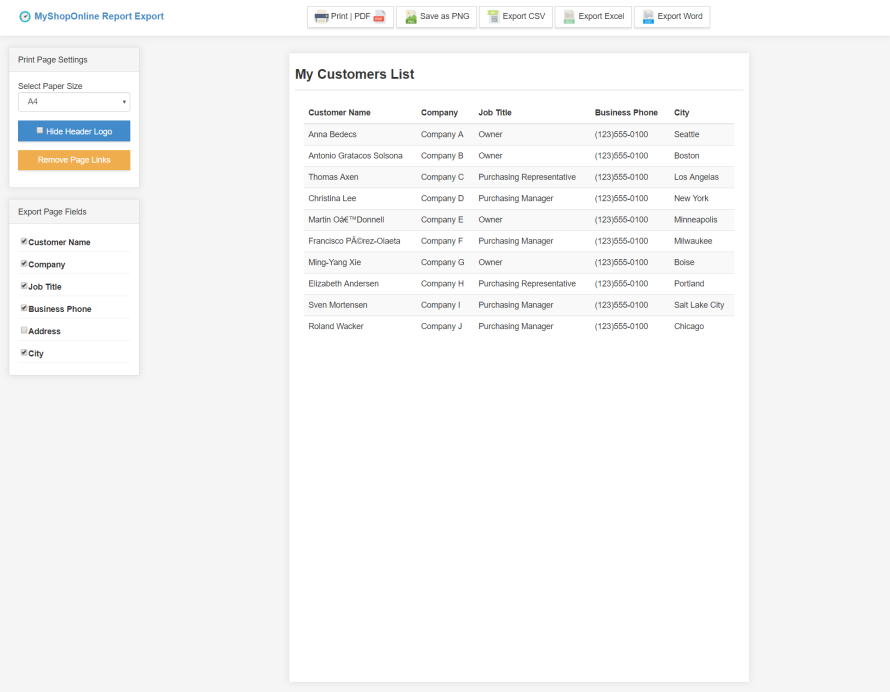 MyShopOnline Report Export
Print | PDF
Save as PNG
Export CSV
Export Excel
Export Word
Print Page Settings
Select Paper Size
A4
Hide Header Logo
Remove Page Links
Export Page Fields
Customer Name
Company
Job Title
Business Phone
Address
City
My Customers List
Customer Name Company Job Title Business Phone City
Anna Bedecs Company A Owner (123)555-0100 Seattle
Antonio Gratacos Solsona Company B Owner (123)555-0100 Boston
Thomas Axen Company C Purchasing Representative (123)555-0100 Los Angelas
Christina Lee Company D Purchasing Manager (123)555-0100 New York
Martin Oâ€™Donnell Company E Owner (123)555-0100 Minneapolis
Francisco PÃ©rez-Olaeta Company F Purchasing Manager (123)555-0100 Milwaukee
Ming-Yang Xie Company G Owner (123)555-0100 Boise
Elizabeth Andersen Company H Purchasing Representative (123)555-0100 Portland
Sven Mortensen Company I Purchasing Manager (123)555-0100 Salt Lake City
Roland Wacker Company J Purchasing Manager (123)555-0100 Chicago